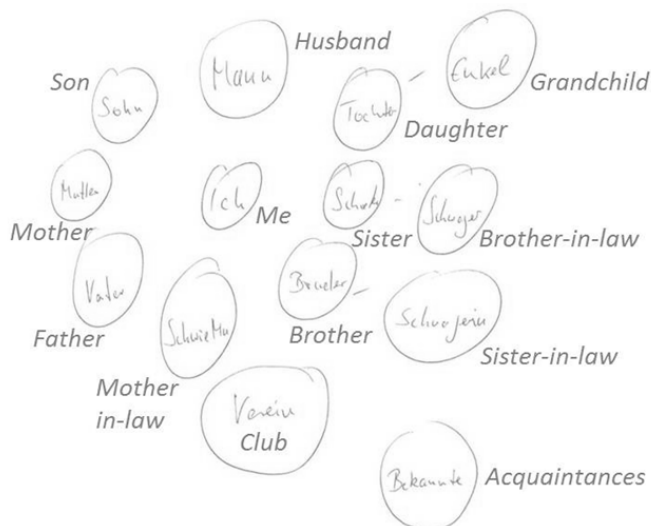 Husband
Mann
Enkel
Son
Grandchild
Sohn
Tochter
Daughter
Mutter
Ich
Me
Schwager
Mother
Sister
Brother-in-law
Vater
Bruder
Father
SchwieMu
Brother
Schwägerin
Sister-in-law
Mother
in-law
Verein
Club
Bekannte
Acquaintances